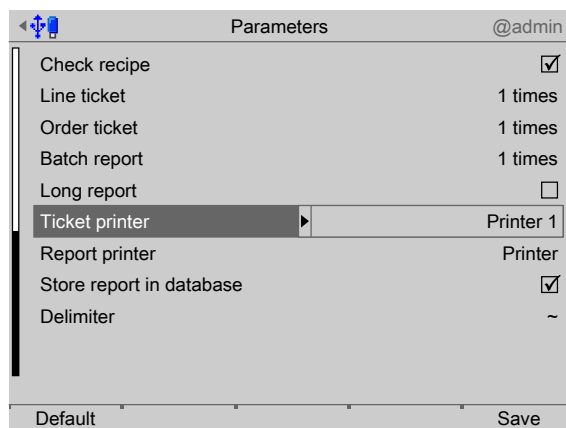 Parameters @admin
Check recipe
Line ticket 1 times
Order ticket 1 times
Batch report 1 times
Long report
Ticket printer Printer 1
Report printer Printer
Store report in database
Delimiter ~
Default Save